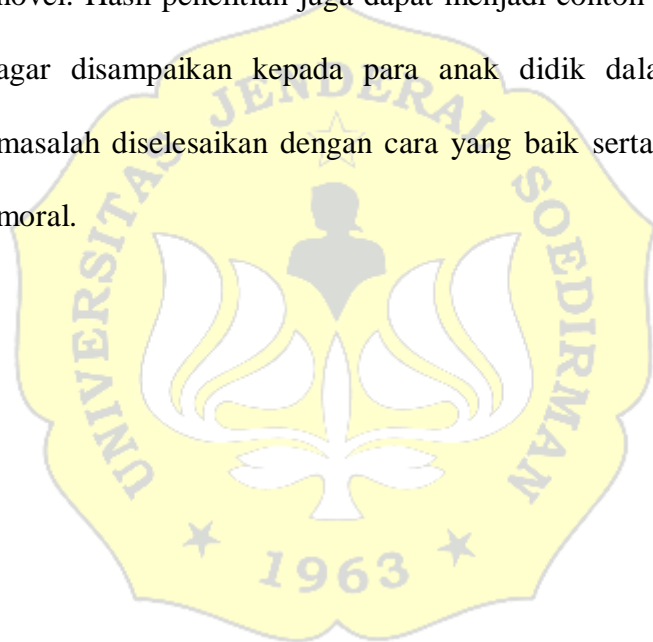 novel. Hasil penelitian juga dapat menjadi contoh
agar disampaikan kepada para anak didik
masalah diselesaikan dengan cara yang baik serta
moral.
UNIVERSITAS JENDERAL SOEDIRMAN
1963